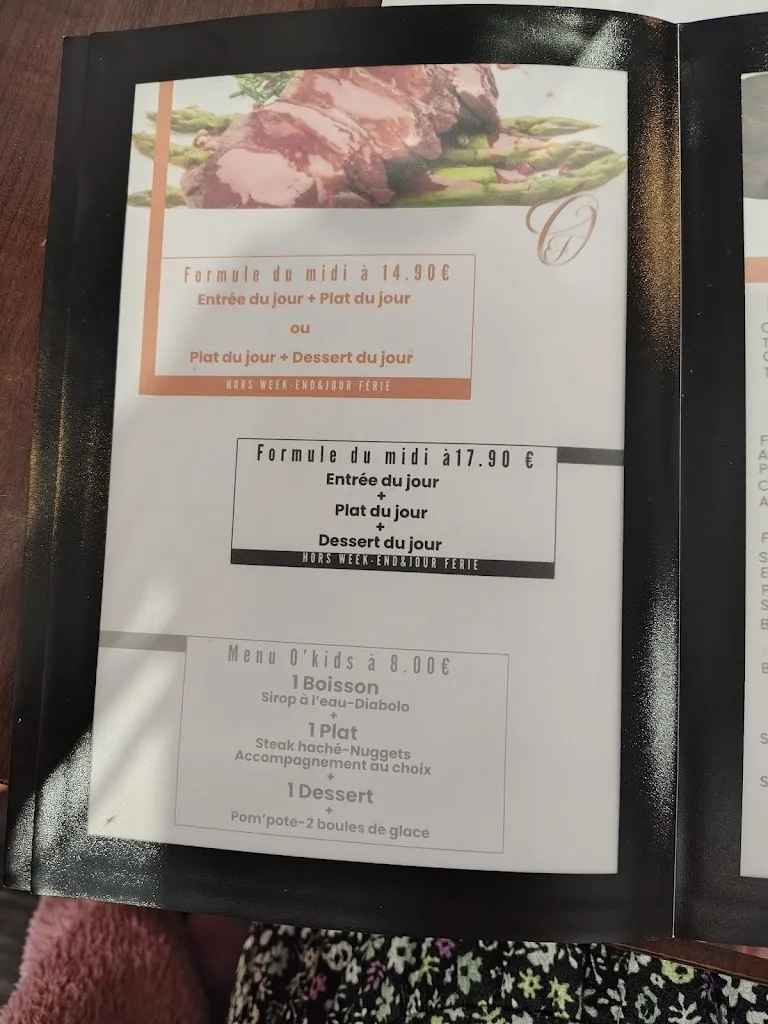 Formule du midi à 14.90€
Entrée du jour + Plat du jour
ou
Plat du jour + Dessert du jour
HORS WEEK-END&JOUR FÉRIÉ
Formule du midi à17.90 €
Entrée du jour
+
Plat du jour
+
Dessert du jour
HORS WEEK-END&JOUR FÉRIÉ
Menu O'kids à 8.00€
1 Boisson
Sirop à l'eau-Diabolo
+
1 Plat
Steak haché-Nuggets
Accompagnement au choix
+
1 Dessert
+
Pom'pote-2 boules de glace